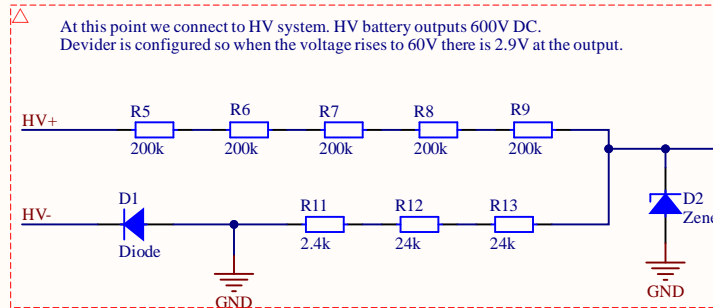 At this point we connect to HV system. HV battery outputs 600V DC.
Devider is configured so when the voltage rises to 60V there is 2.9V at the output.
R5 R6 R7 R8 R9
HV+
200k 200k 200k 200k 200k
D1 R11 R12 R13 D2
HV-
Zene
Diode 2.4k 24k 24k
GND GND